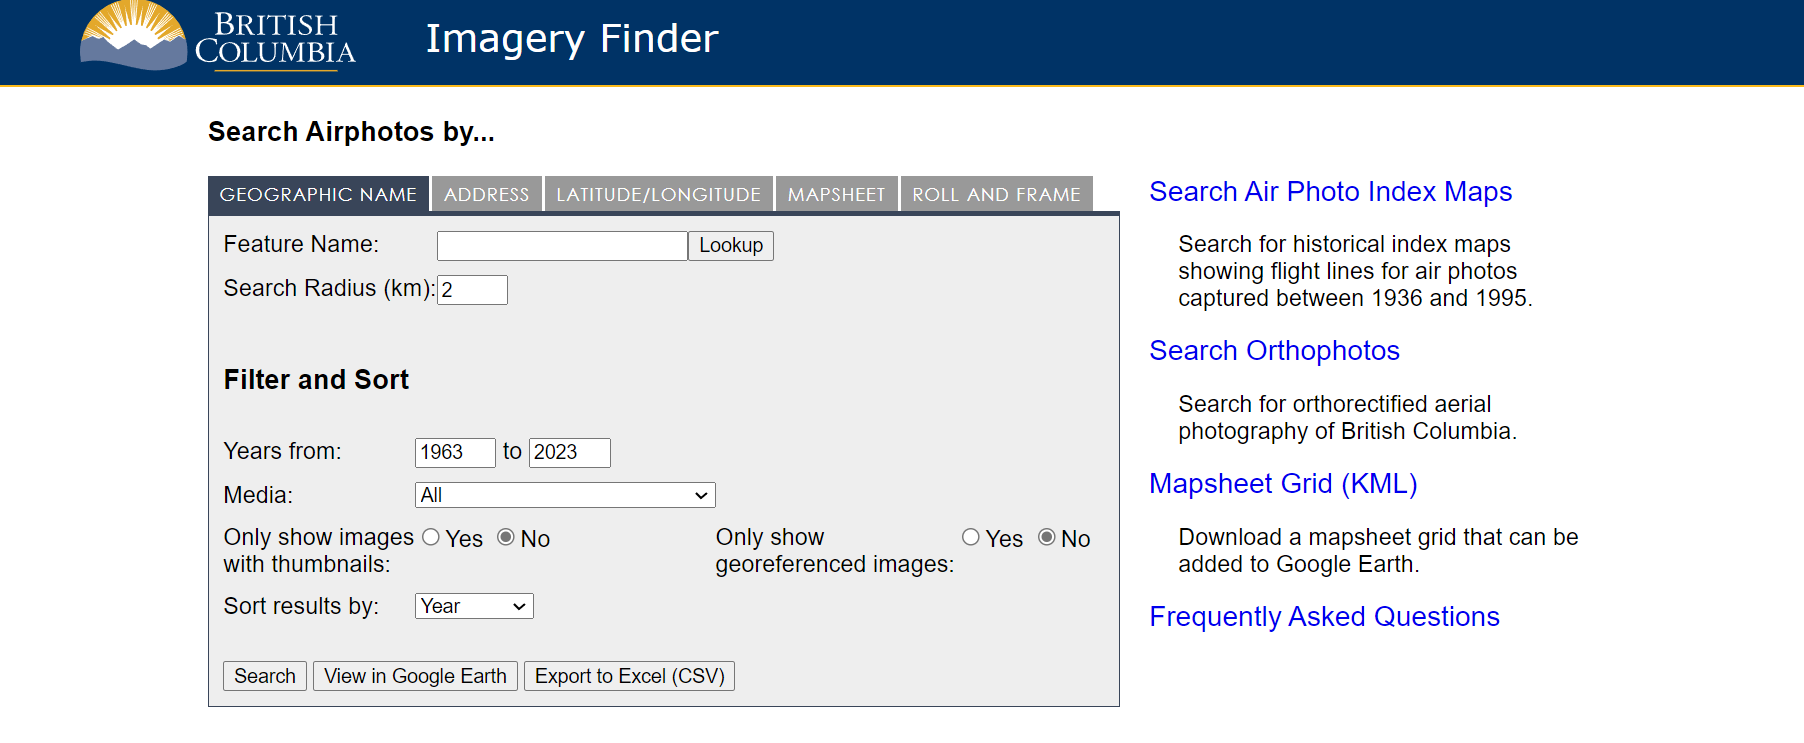 BRITISH
COLUMBIA
Imagery Finder
Search Airphotos by...
GEOGRAPHIC NAME
ADDRESS
LATITUDE/LONGITUDE
MAPSHEET
ROLL AND FRAME
Feature Name:
Lookup
Search Radius (km): 2
Filter and Sort
Years from: 1963 to 2023
Media: All
Only show images
with thumbnails:
Yes No
Only show
georeferenced images:
Yes No
Sort results by: Year
Search
View in Google Earth
Export to Excel (CSV)
Search Air Photo Index Maps
Search for historical index maps
showing flight lines for air photos
captured between 1936 and 1995.
Search Orthophotos
Search for orthorectified aerial
photography of British Columbia.
Mapsheet Grid (KML)
Download a mapsheet grid that can be
added to Google Earth.
Frequently Asked Questions